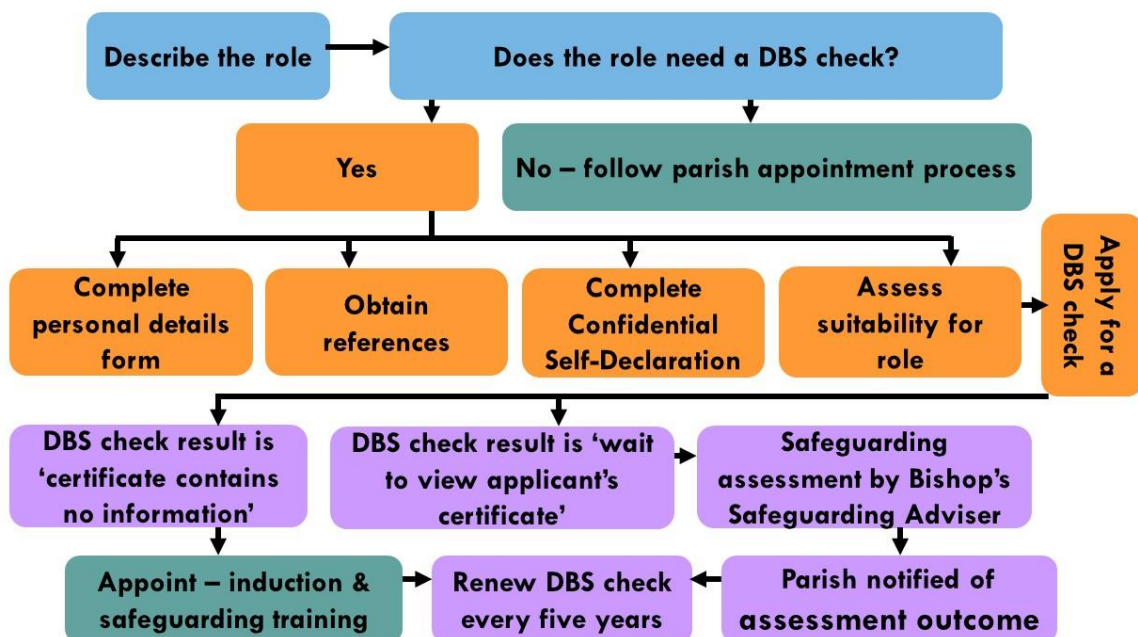 Describe the role
Does the role need a DBS check?
Yes
No – follow parish appointment process
Complete
personal details
form
Obtain
references
Complete
Confidential
Self-Declaration
Assess
suitability for
role
Apply for a
DBS check
DBS check result is
‘certificate contains
no information’
DBS check result is ‘wait
to view applicant’s
certificate’
Safeguarding
assessment by Bishop’s
Safeguarding Adviser
Appoint – induction &
safeguarding training
Renew DBS check
every five years
Parish notified of
assessment outcome